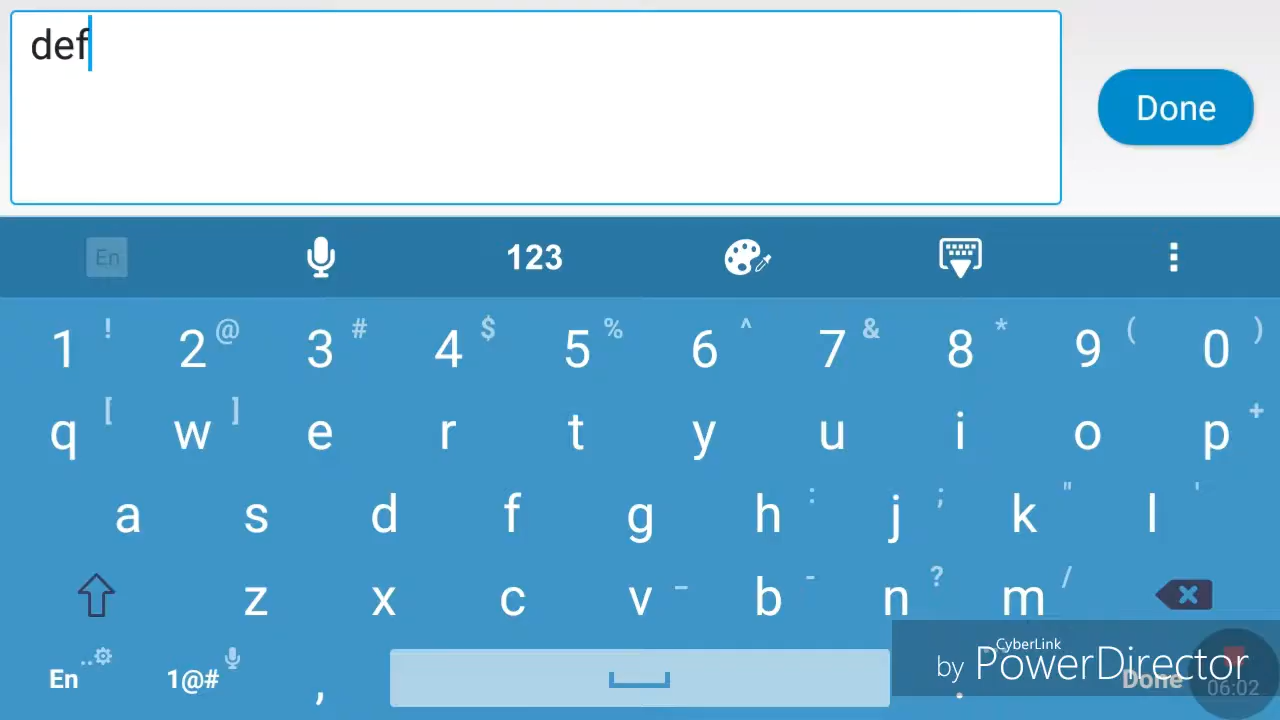 def
Done
En
123
1 ! 2 @ 3 # 4 $ 5 % 6 ^ 7 & 8 * 9 ( 0 )
q [ w ] e r t y u i o p +
a s d f g h : j ; k " l '
z x c v _ b - n ? m /
En .. 1@# , . Done
CyberLink
by PowerDirector
06:02